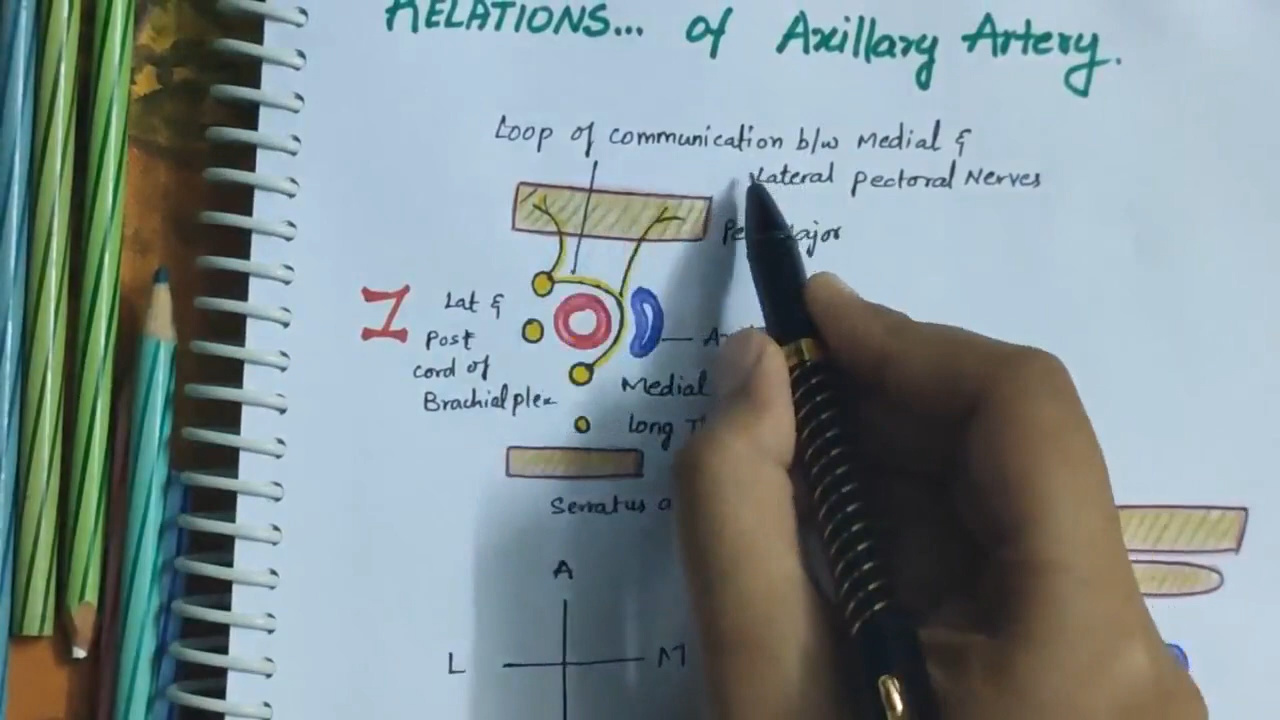 RELATIONS... of Axillary Artery.
Loop of communication b/w Medial &
Lateral Pectoral Nerves
I
Lat &
Post
cord of
Brachial plex
Medial
long
Serratus
A
L
M